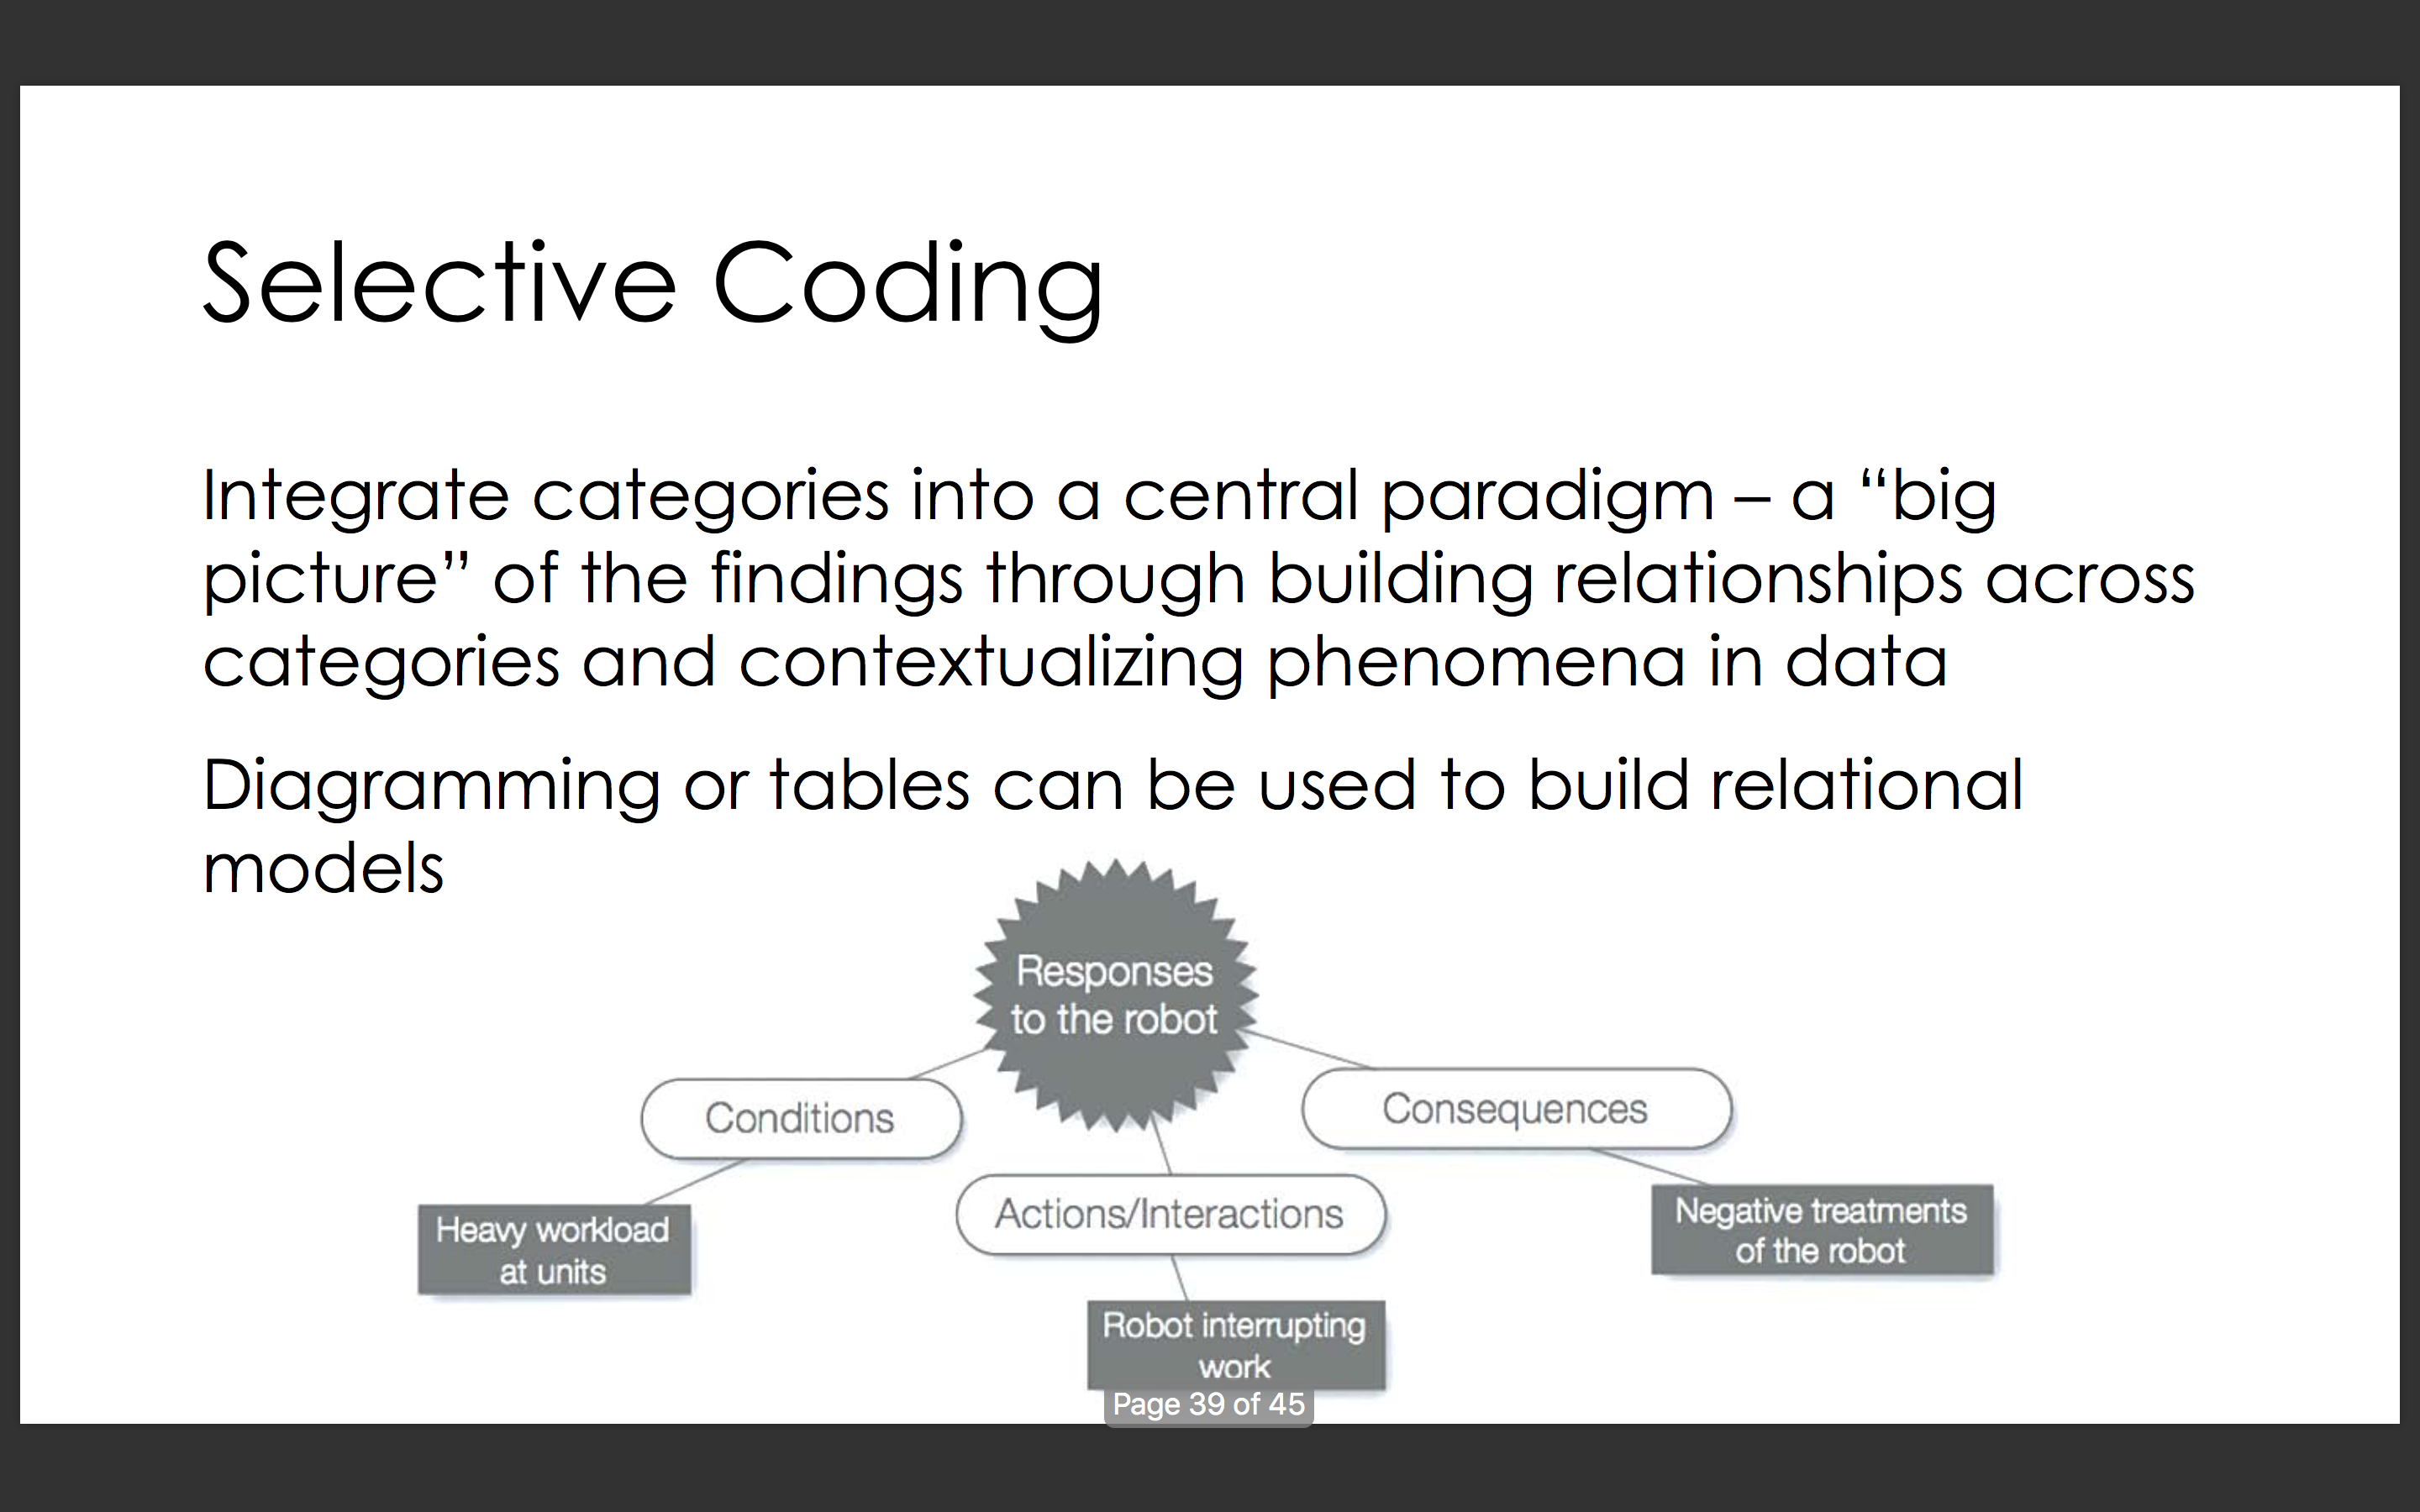 Selective Coding
Integrate categories into a central paradigm – a “big
picture” of the findings through building relationships across
categories and contextualizing phenomena in data
Diagramming or tables can be used to build relational
models
Responses
to the robot
Conditions
Consequences
Actions/Interactions
Heavy workload
at units
Negative treatments
of the robot
Robot interrupting
work
Page 39 of 45